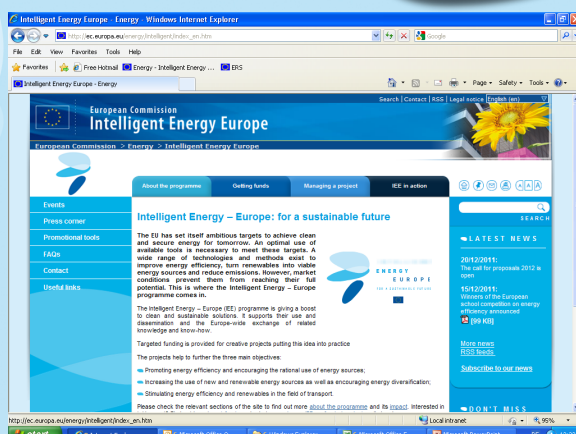 Intelligent Energy Europe - Energy - Windows Internet Explorer
http://ec.europa.eu/energy/intelligent/index_en.htm
Google
File Edit View Favorites Tools Help
Favorites Free Hotmail Energy - Intelligent Energy ... ERS
Intelligent Energy Europe - Energy
Page Safety Tools
Search | Contact | RSS | Legal notice English (en)
European Commission
Intelligent Energy Europe
European Commission > Energy > Intelligent Energy Europe
About the programme
Getting funds
Managing a project
IEE in action
A A A
Events
Press corner
Promotional tools
FAQs
Contact
Useful links
Intelligent Energy – Europe: for a sustainable future
The EU has set itself ambitious targets to achieve clean
and secure energy for tomorrow. An optimal use of
available tools is necessary to meet these targets. A
wide range of technologies and methods exist to
improve energy efficiency, turn renewables into viable
energy sources and reduce emissions. However, market
conditions prevent them from reaching their full
potential. This is where the Intelligent Energy – Europe
programme comes in.
ENERGY
EUROPE
FOR A SUSTAINABLE FUTURE
The Intelligent Energy – Europe (IEE) programme is giving a boost
to clean and sustainable solutions. It supports their use and
dissemination and the Europe-wide exchange of related
knowledge and know-how.
Targeted funding is provided for creative projects putting this idea into practice
The projects help to further the three main objectives:
Promoting energy efficiency and encouraging the rational use of energy sources;
Increasing the use of new and renewable energy sources as well as encouraging energy diversification;
Stimulating energy efficiency and renewables in the field of transport.
Please check the relevant sections of the site to find out more about the programme and its impact. Interested in
SEARCH
LATEST NEWS
20/12/2011:
The call for proposals 2012 is
open
15/12/2011:
Winners of the European
school competition on energy
efficiency announced
[99 KB]
More news
RSS feeds
Subscribe to our news
DON'T MISS
http://ec.europa.eu/energy/intelligent/index_en.htm
Local intranet
95%